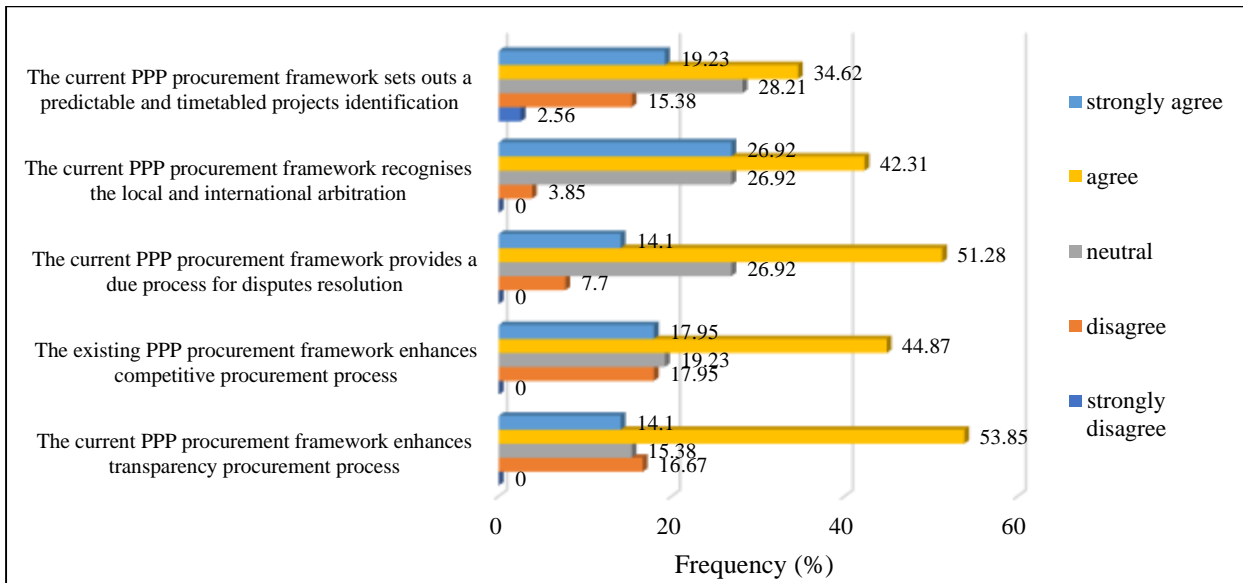 The current PPP procurement framework sets outs a
predictable and timetabled projects identification
19.23
34.62
28.21
15.38
2.56
The current PPP procurement framework recognises
the local and international arbitration
26.92
42.31
26.92
3.85
0
The current PPP procurement framework provides a
due process for disputes resolution
14.1
51.28
26.92
7.7
0
The existing PPP procurement framework enhances
competitive procurement process
17.95
44.87
19.23
17.95
0
The current PPP procurement framework enhances
transparency procurement process
14.1
53.85
15.38
16.67
0
0 20 40 60
Frequency (%)
strongly agree
agree
neutral
disagree
strongly
disagree